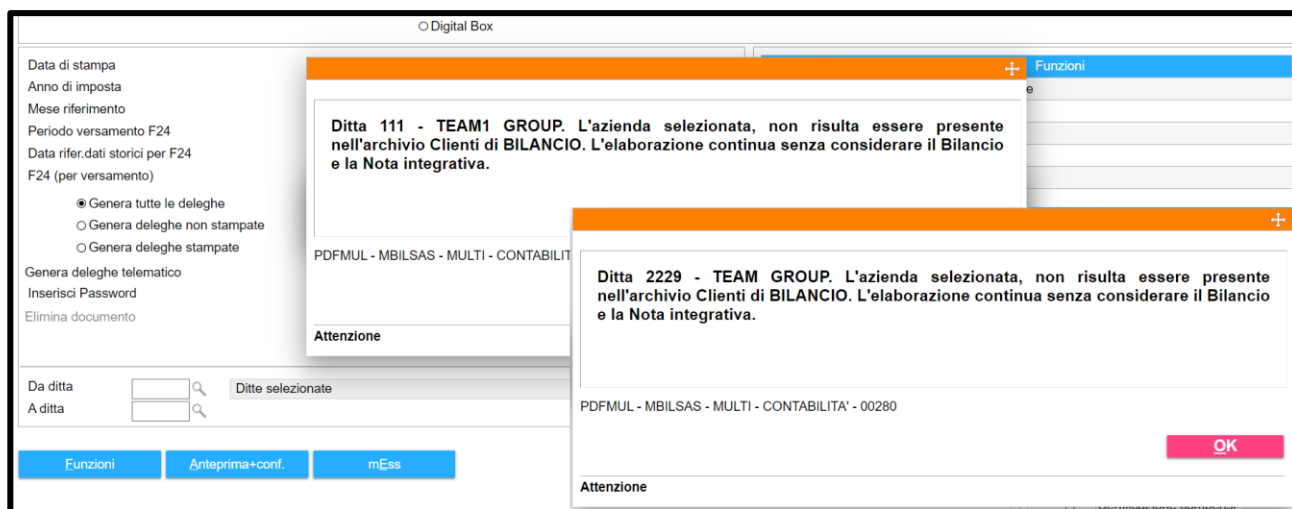 Digital Box
Data di stampa
Anno di imposta
Mese riferimento
Periodo versamento F24
Data rifer.dati storici per F24
F24 (per versamento)
Genera tutte le deleghe
Genera deleghe non stampate
Genera deleghe stampate
Genera deleghe telematico
Inserisci Password
Elimina documento
Funzioni
e
Ditta 111 - TEAM1 GROUP. L'azienda selezionata, non risulta essere presente
nell'archivio Clienti di BILANCIO. L'elaborazione continua senza considerare il Bilancio
e la Nota integrativa.
PDFMUL - MBILSAS - MULTI - CONTABILIT
Attenzione
Ditta 2229 - TEAM GROUP. L'azienda selezionata, non risulta essere presente
nell'archivio Clienti di BILANCIO. L'elaborazione continua senza considerare il Bilancio
e la Nota integrativa.
PDFMUL - MBILSAS - MULTI - CONTABILITA' - 00280
OK
Attenzione
Da ditta
Ditte selezionate
A ditta
Funzioni
Anteprima+conf.
mEss